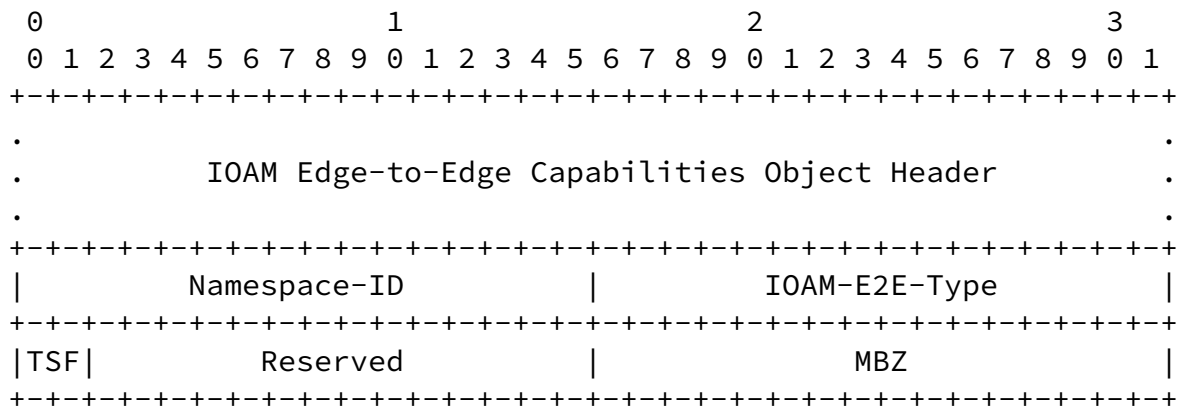 0                   1                   2                   3
 0 1 2 3 4 5 6 7 8 9 0 1 2 3 4 5 6 7 8 9 0 1 2 3 4 5 6 7 8 9 0 1
+-+-+-+-+-+-+-+-+-+-+-+-+-+-+-+-+-+-+-+-+-+-+-+-+-+-+-+-+-+-+-+-+
.                                                               .
.          IOAM Edge-to-Edge Capabilities Object Header         .
.                                                               .
+-+-+-+-+-+-+-+-+-+-+-+-+-+-+-+-+-+-+-+-+-+-+-+-+-+-+-+-+-+-+-+-+
|         Namespace-ID          |         IOAM-E2E-Type         |
+-+-+-+-+-+-+-+-+-+-+-+-+-+-+-+-+-+-+-+-+-+-+-+-+-+-+-+-+-+-+-+-+
|TSF|         Reserved          |              MBZ              |
+-+-+-+-+-+-+-+-+-+-+-+-+-+-+-+-+-+-+-+-+-+-+-+-+-+-+-+-+-+-+-+-+